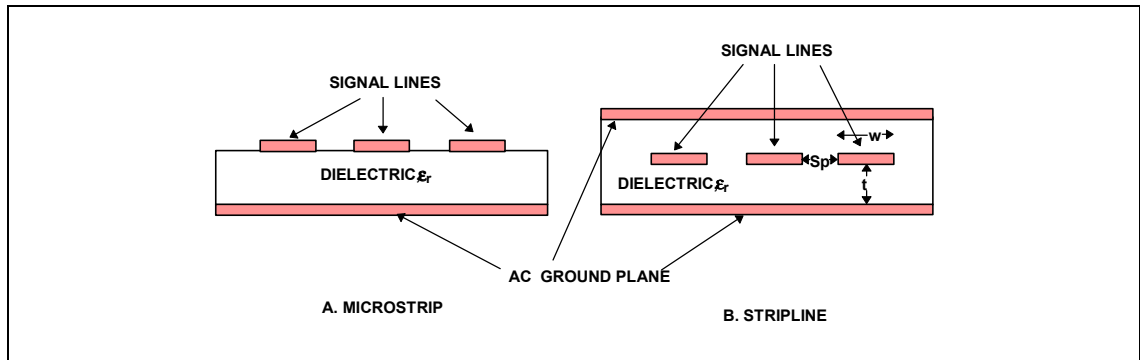 SIGNAL LINES
DIELECTRIC εr
A. MICROSTRIP
SIGNAL LINES
w
Sp
DIELECTRIC εr
t
AC GROUND PLANE
B. STRIPLINE